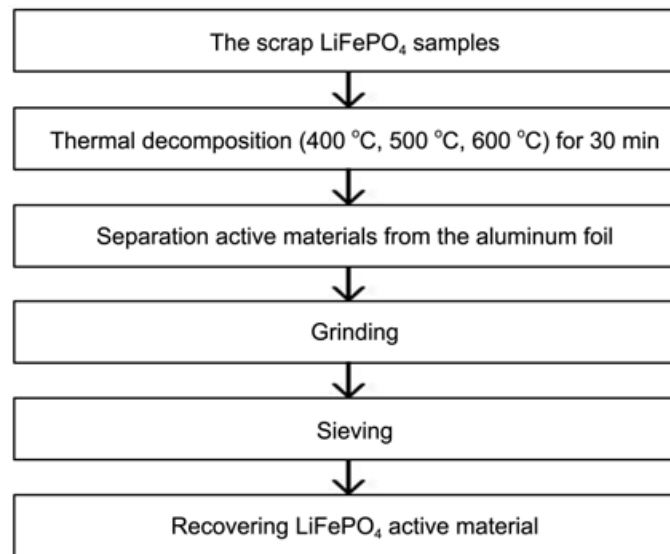 The scrap LiFePO₄ samples
Thermal decomposition (400 °C, 500 °C, 600 °C) for 30 min
Separation active materials from the aluminum foil
Grinding
Sieving
Recovering LiFePO₄ active material